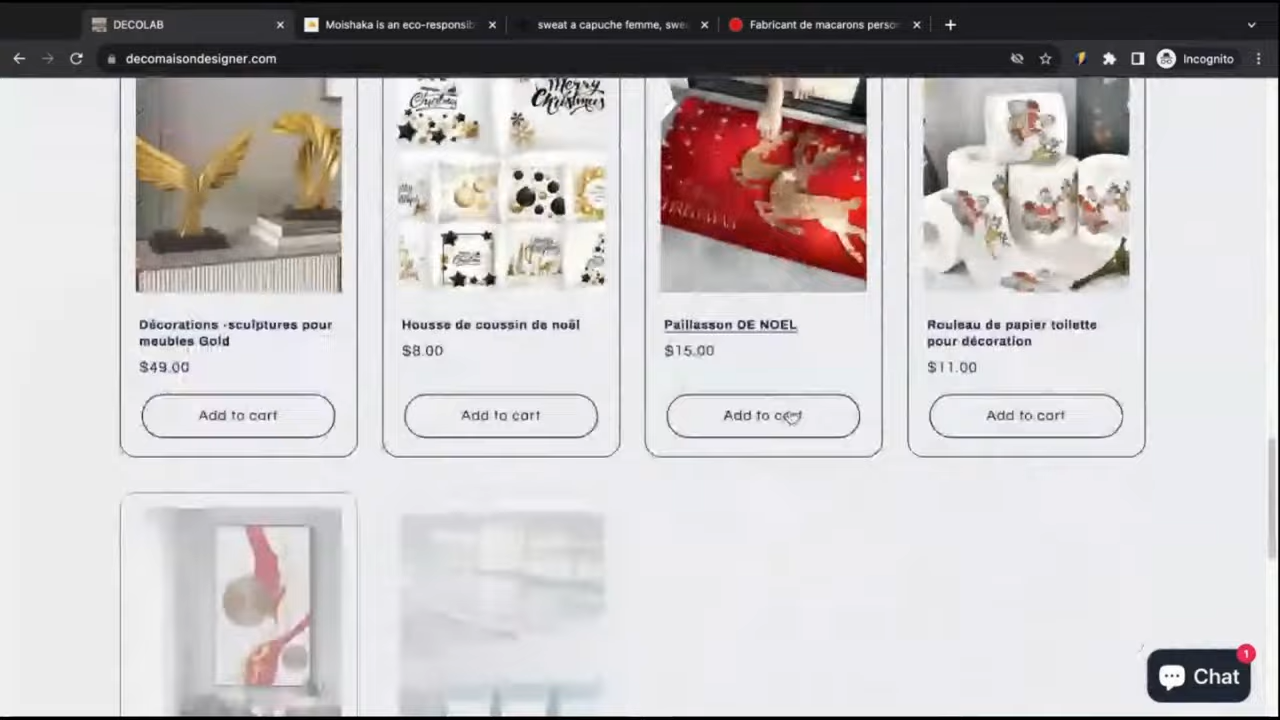 DECOLAB
Moishaka is an eco-responsib
sweat a capuche femme, swe
Fabricant de macarons perso
decomaisondesigner.com
Incognito
Merry
Christmas
Décorations -sculptures pour
meubles Gold
$49.00
Add to cart
Housse de coussin de noël
$8.00
Add to cart
Paillasson DE NOEL
$15.00
Add to cart
Rouleau de papier toilette
pour décoration
$11.00
Add to cart
Chat
1